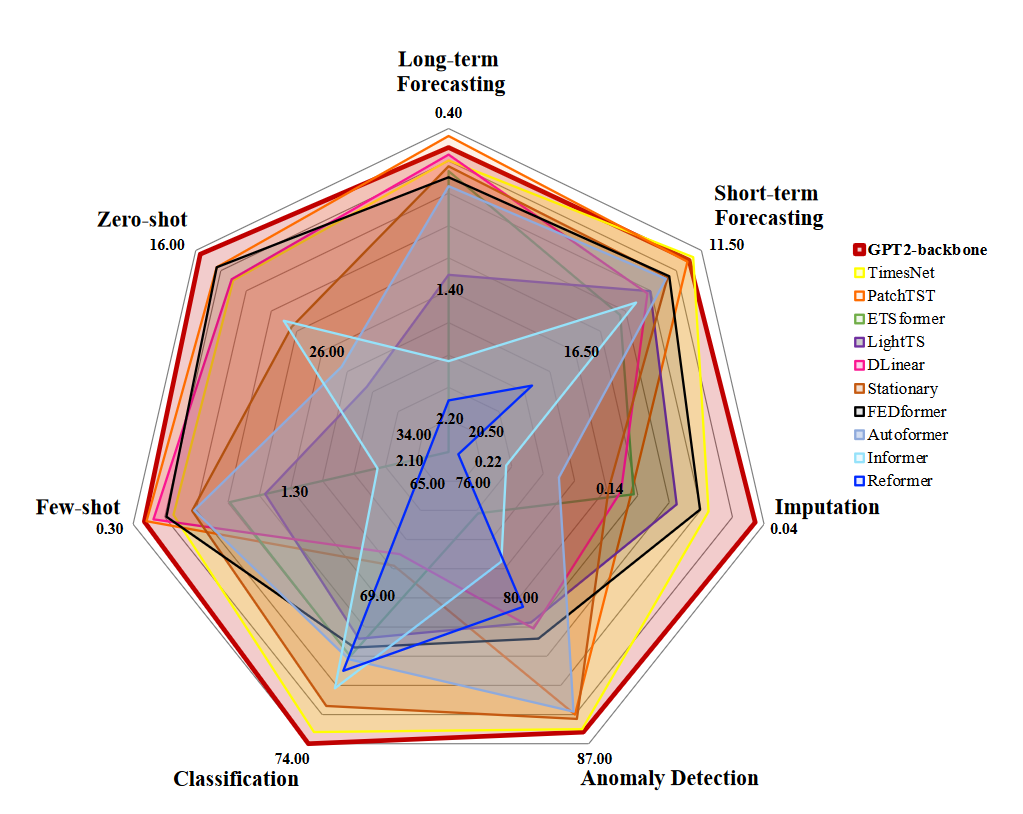 Long-term
Forecasting
0.40
Short-term
Forecasting
11.50
Zero-shot
16.00
GPT2-backbone
TimesNet
PatchTST
ETSformer
LightTS
DLinear
Stationary
FEDformer
Autoformer
Informer
Reformer
1.40
26.00
16.50
2.20
34.00
20.50
2.10
0.22
65.00
76.00
1.30
0.14
Few-shot
0.30
Imputation
0.04
69.00
80.00
74.00
87.00
Classification
Anomaly Detection